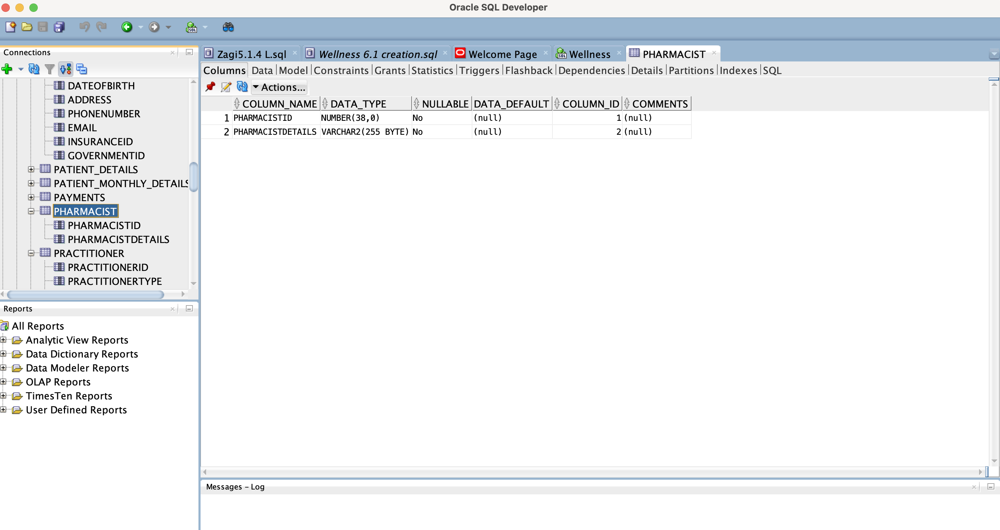 Oracle SQL Developer
SQL
Connections
Zagi5.1.4 L.sql
Wellness 6.1 creation.sql
Welcome Page
SQL
Wellness
PHARMACIST
Columns Data Model Constraints Grants Statistics Triggers Flashback Dependencies Details Partitions Indexes SQL
Actions...
COLUMN_NAME DATA_TYPE NULLABLE DATA_DEFAULT COLUMN_ID COMMENTS
1 PHARMACISTID NUMBER(38,0) No (null) 1 (null)
2 PHARMACISTDETAILS VARCHAR2(255 BYTE) No (null) 2 (null)
DATEOFBIRTH
ADDRESS
PHONENUMBER
EMAIL
INSURANCEID
GOVERNMENTID
PATIENT_DETAILS
PATIENT_MONTHLY_DETAILS
PAYMENTS
PHARMACIST
PHARMACISTID
PHARMACISTDETAILS
PRACTITIONER
PRACTITIONERID
PRACTITIONERTYPE
Reports
All Reports
Analytic View Reports
Data Dictionary Reports
Data Modeler Reports
OLAP Reports
TimesTen Reports
User Defined Reports
Messages - Log